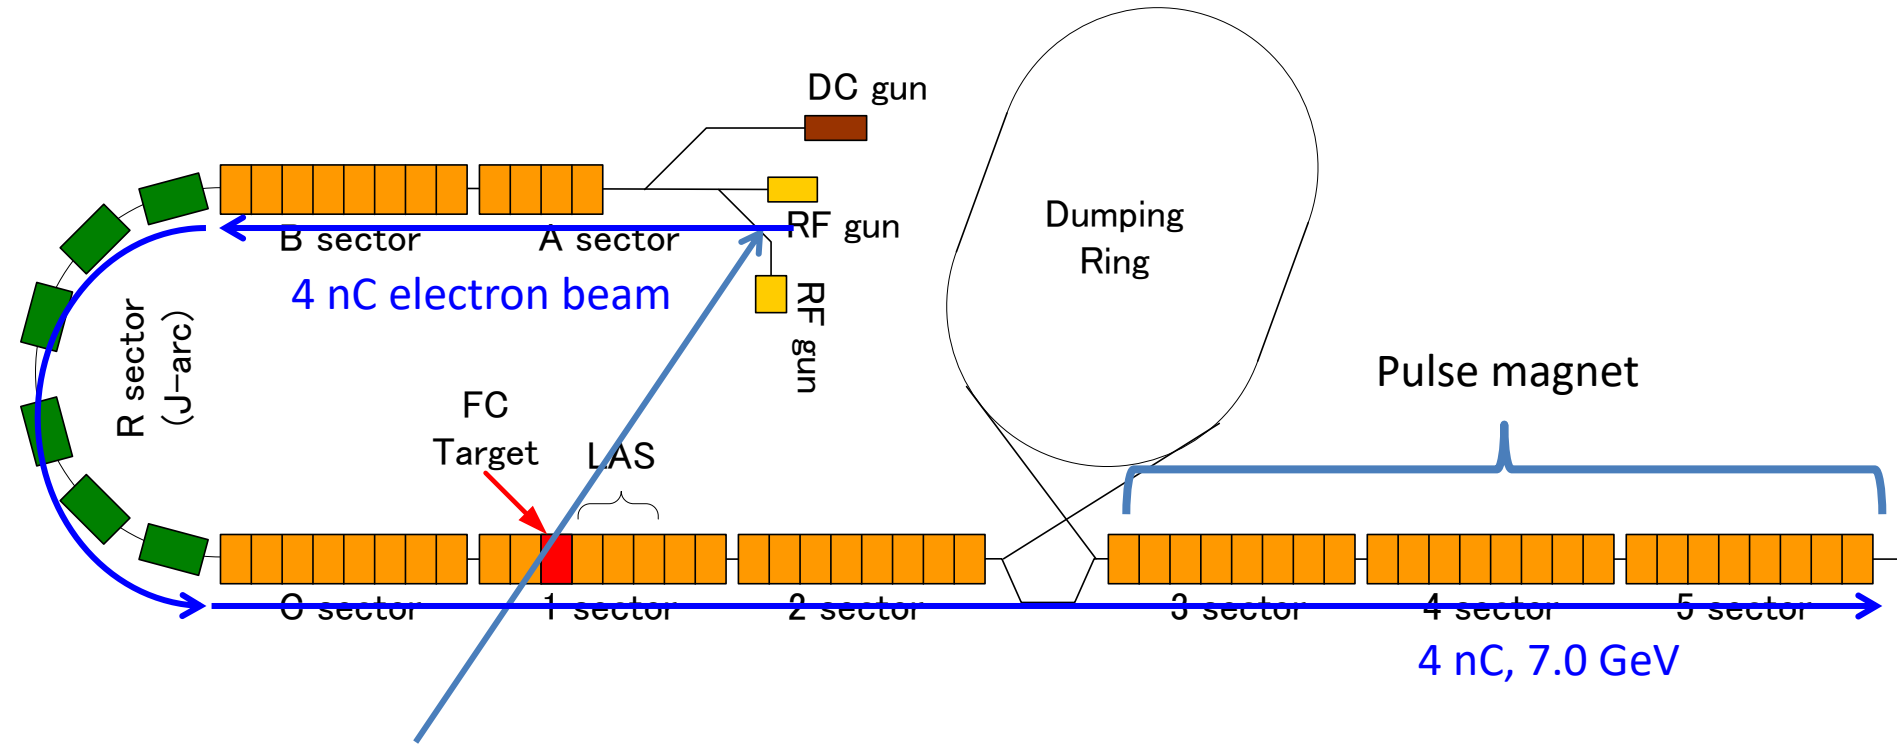 DC gun
RF gun
B sector
A sector
4 nC electron beam
RF gun
Dumping
Ring
R sector
(J-arc)
FC
Target
LAS
Pulse magnet
C sector
1 sector
2 sector
3 sector
4 sector
5 sector
4 nC, 7.0 GeV